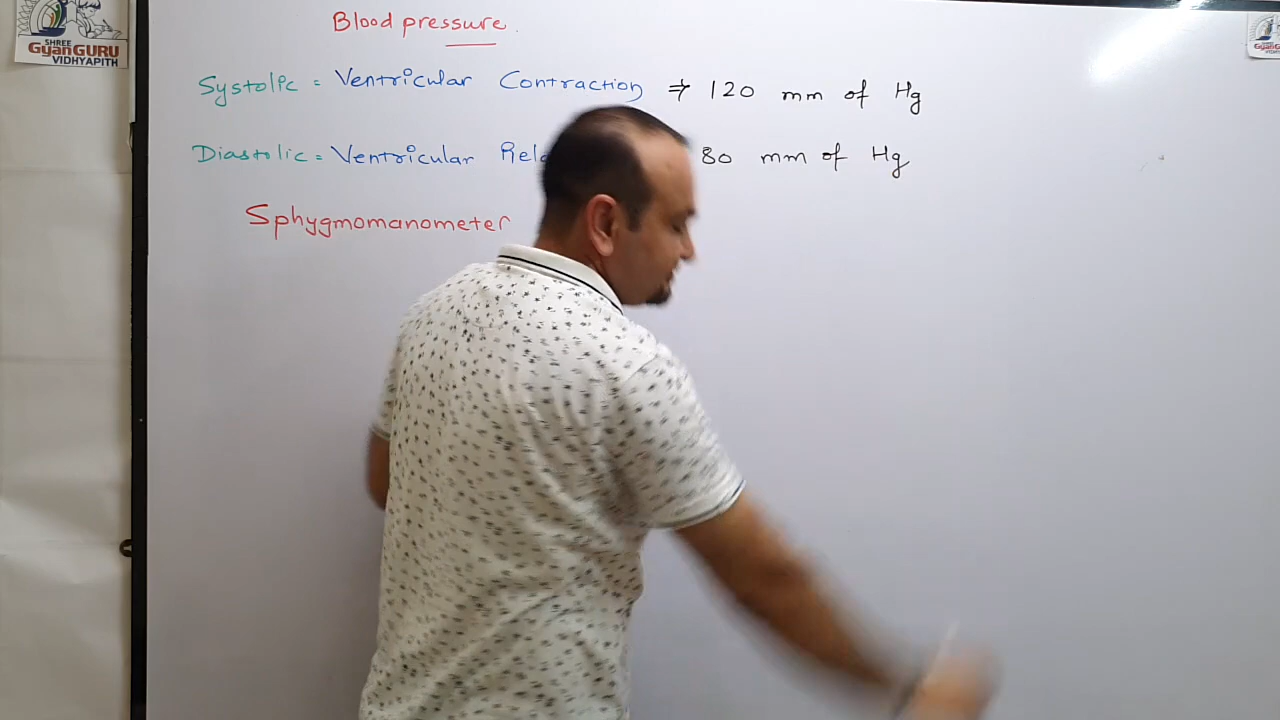 SHREE
GyanGURU
VIDHYAPITH
Blood pressure.
Systolic = Ventricular Contraction ⇒ 120 mm of Hg
Diastolic = Ventricular 80 mm of Hg
Sphygmomanometer